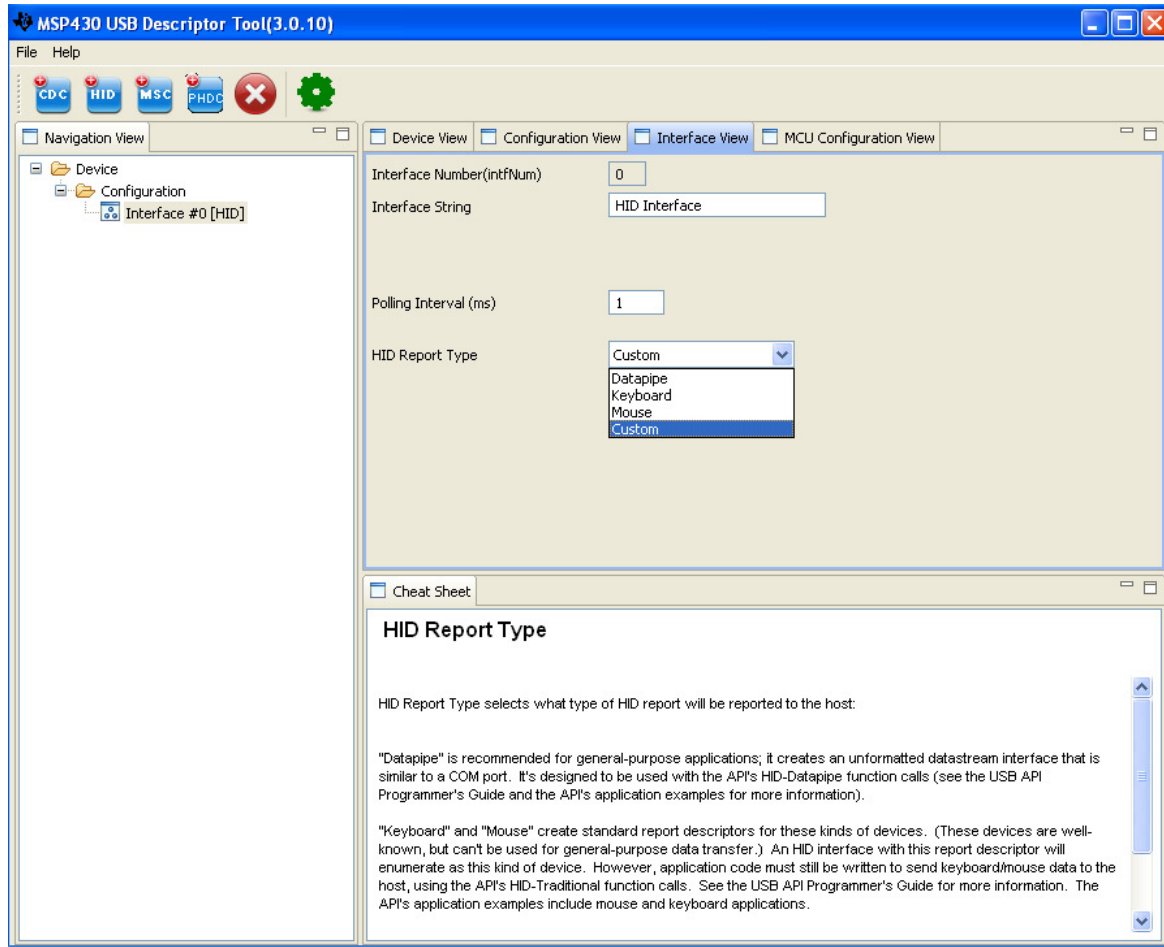 MSP430 USB Descriptor Tool(3.0.10)
File Help
CDC HID MSC PHDC
Navigation View
Device
Configuration
Interface #0 [HID]
Device View Configuration View Interface View MCU Configuration View
Interface Number(intfNum) 0
Interface String HID Interface
Polling Interval (ms) 1
HID Report Type Custom
Datapipe
Keyboard
Mouse
Custom
Cheat Sheet
HID Report Type
HID Report Type selects what type of HID report will be reported to the host:
"Datapipe" is recommended for general-purpose applications; it creates an unformatted datastream interface that is
similar to a COM port. It's designed to be used with the API's HID-Datapipe function calls (see the USB API
Programmer's Guide and the API's application examples for more information).
"Keyboard" and "Mouse" create standard report descriptors for these kinds of devices. (These devices are well-
known, but can't be used for general-purpose data transfer.) An HID interface with this report descriptor will
enumerate as this kind of device. However, application code must still be written to send keyboard/mouse data to the
host, using the API's HID-Traditional function calls. See the USB API Programmer's Guide for more information. The
API's application examples include mouse and keyboard applications.